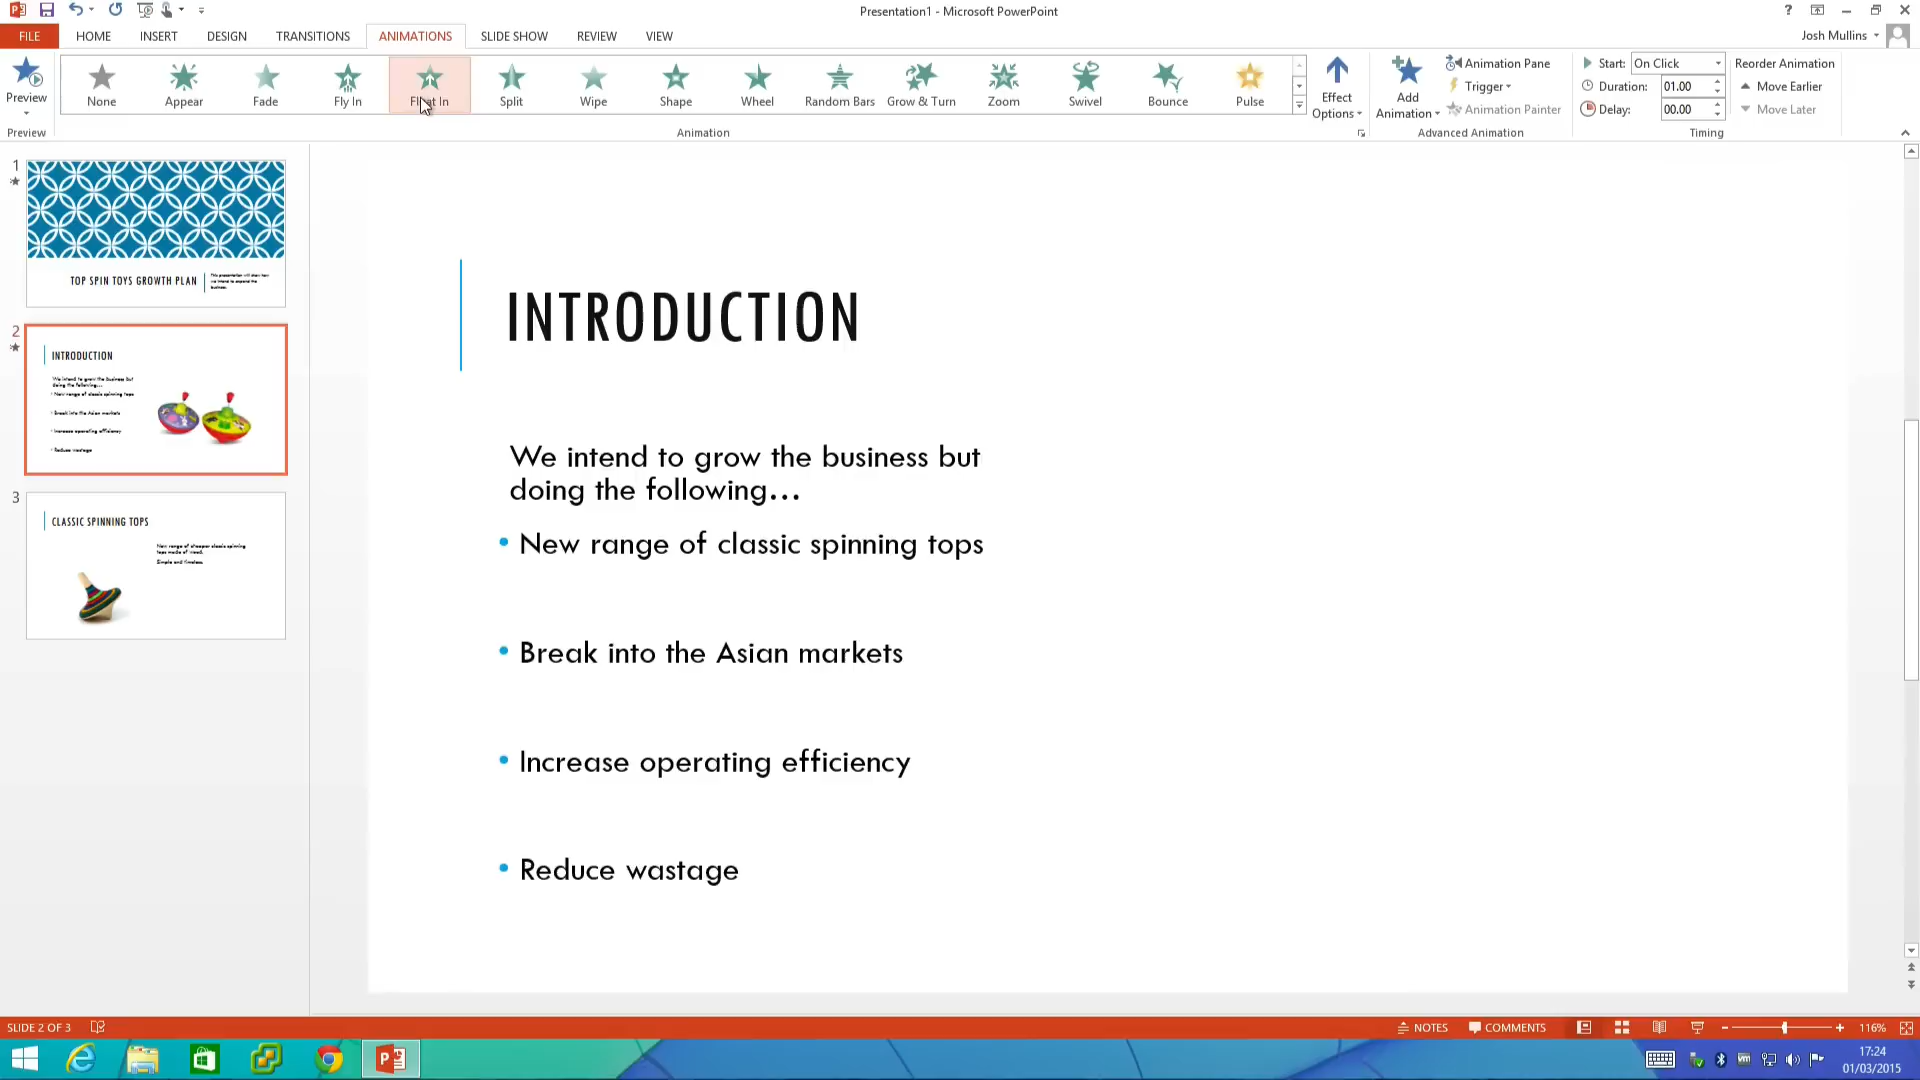 Presentation1 - Microsoft PowerPoint
?
FILE
HOME
INSERT
DESIGN
TRANSITIONS
ANIMATIONS
SLIDE SHOW
REVIEW
VIEW
Josh Mullins
Preview
None
Appear
Fade
Fly In
Float In
Split
Wipe
Shape
Wheel
Random Bars
Grow & Turn
Zoom
Swivel
Bounce
Pulse
Effect
Options
Add
Animation
Animation Pane
Trigger
Animation Painter
Start: On Click
Duration: 01.00
Delay: 00.00
Reorder Animation
Move Earlier
Move Later
Preview
Animation
Advanced Animation
Timing
1
TOP SPIN TOYS GROWTH PLAN
This presentation will show how
we intend to expand the
business.
2
INTRODUCTION
We intend to grow the business but
doing the following...
• New range of classic spinning tops
• Break into the Asian markets
• Increase operating efficiency
• Reduce wastage
3
CLASSIC SPINNING TOPS
New range of cheaper classic spinning
tops made of wood.
Simple and timeless.
INTRODUCTION
We intend to grow the business but
doing the following...
• New range of classic spinning tops
• Break into the Asian markets
• Increase operating efficiency
• Reduce wastage
SLIDE 2 OF 3
NOTES
COMMENTS
116%
17:24
01/03/2015